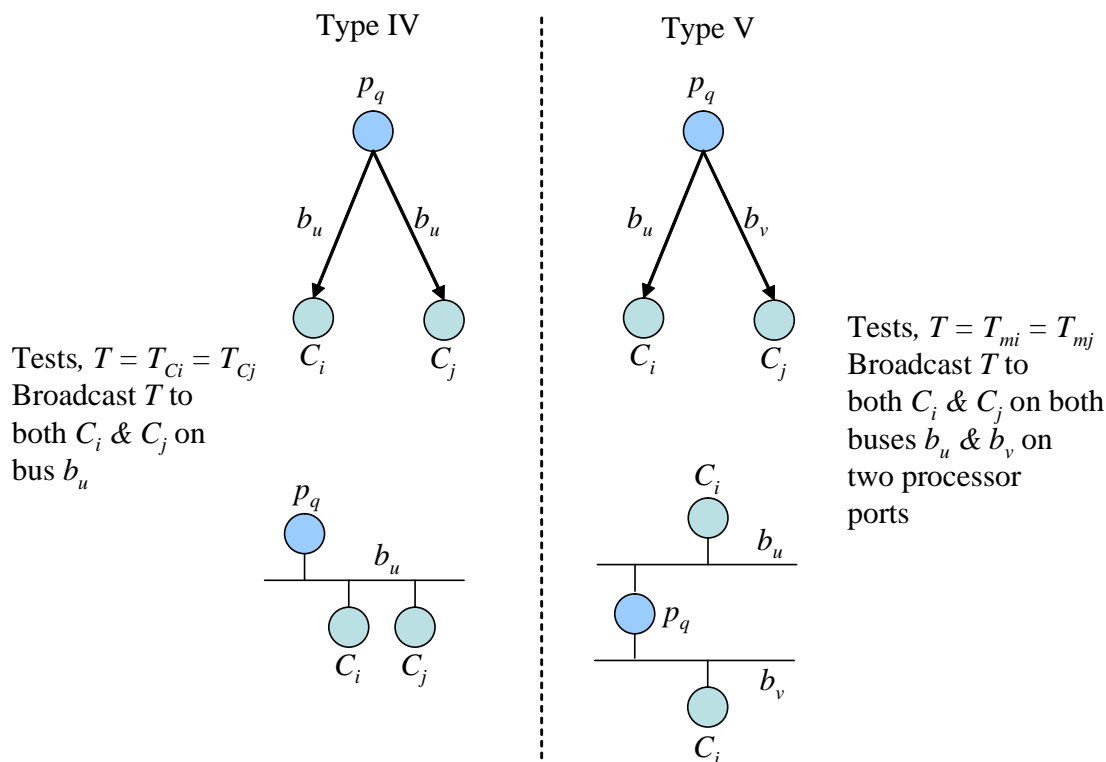 Type IV
Type V
p_q
p_q
b_u
b_u
b_u
b_v
C_i
C_j
C_i
C_j
Tests, T = T_Ci = T_Cj
Broadcast T to
both C_i & C_j on
bus b_u
Tests, T = T_mi = T_mj
Broadcast T to
both C_i & C_j on both
buses b_u & b_v on
two processor
ports
p_q
b_u
C_i
C_j
C_i
b_u
p_q
b_v